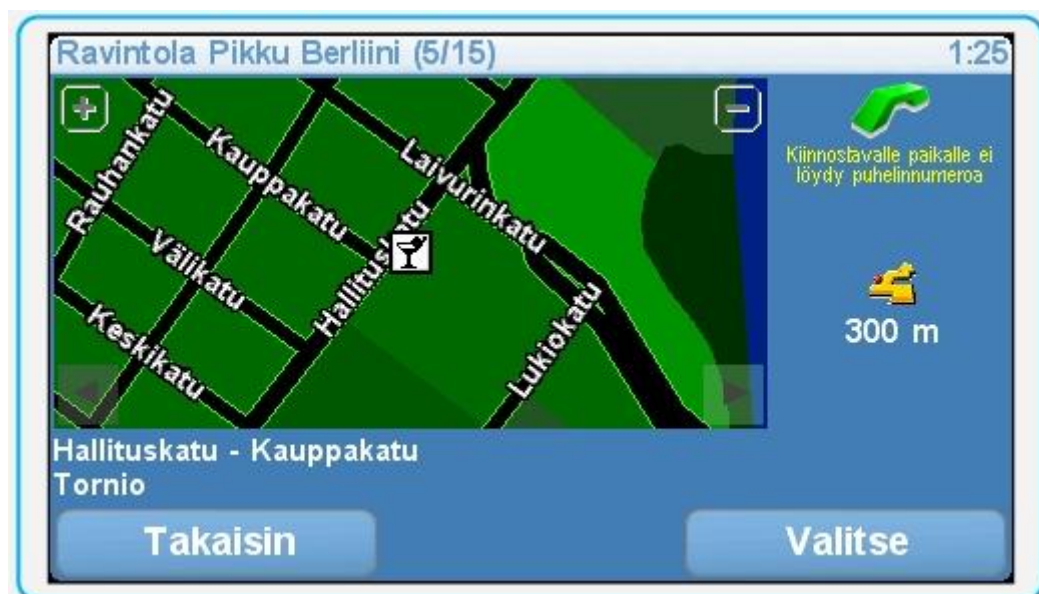 Ravintola Pikku Berliini (5/15) 1:25
Kiinnostavalle paikalle ei
löydy puhelinnumeroa
300 m
Rauhankatu
Kauppakatu
Laivurinkatu
Välikatu
Hallituskatu
Keskikatu
Lukiokatu
Hallituskatu - Kauppakatu
Tornio
Takaisin
Valitse